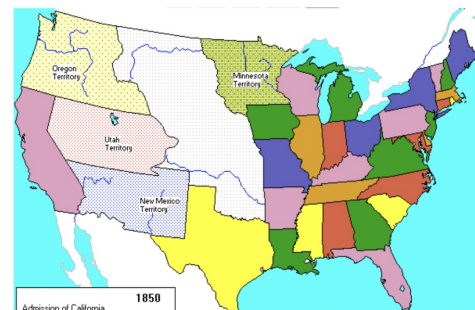 Oregon
Territory
Minnesota
Territory
Utah
Territory
New Mexico
Territory
1850
Admission of California